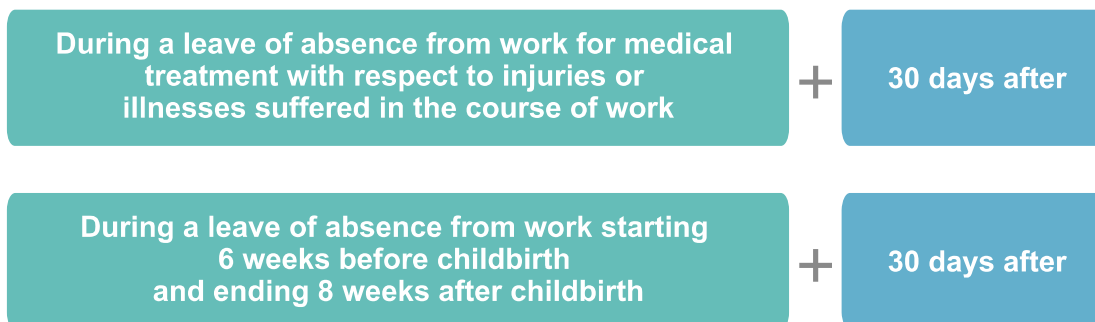 During a leave of absence from work for medical
treatment with respect to injuries or
illnesses suffered in the course of work
+
30 days after
During a leave of absence from work starting
6 weeks before childbirth
and ending 8 weeks after childbirth
+
30 days after